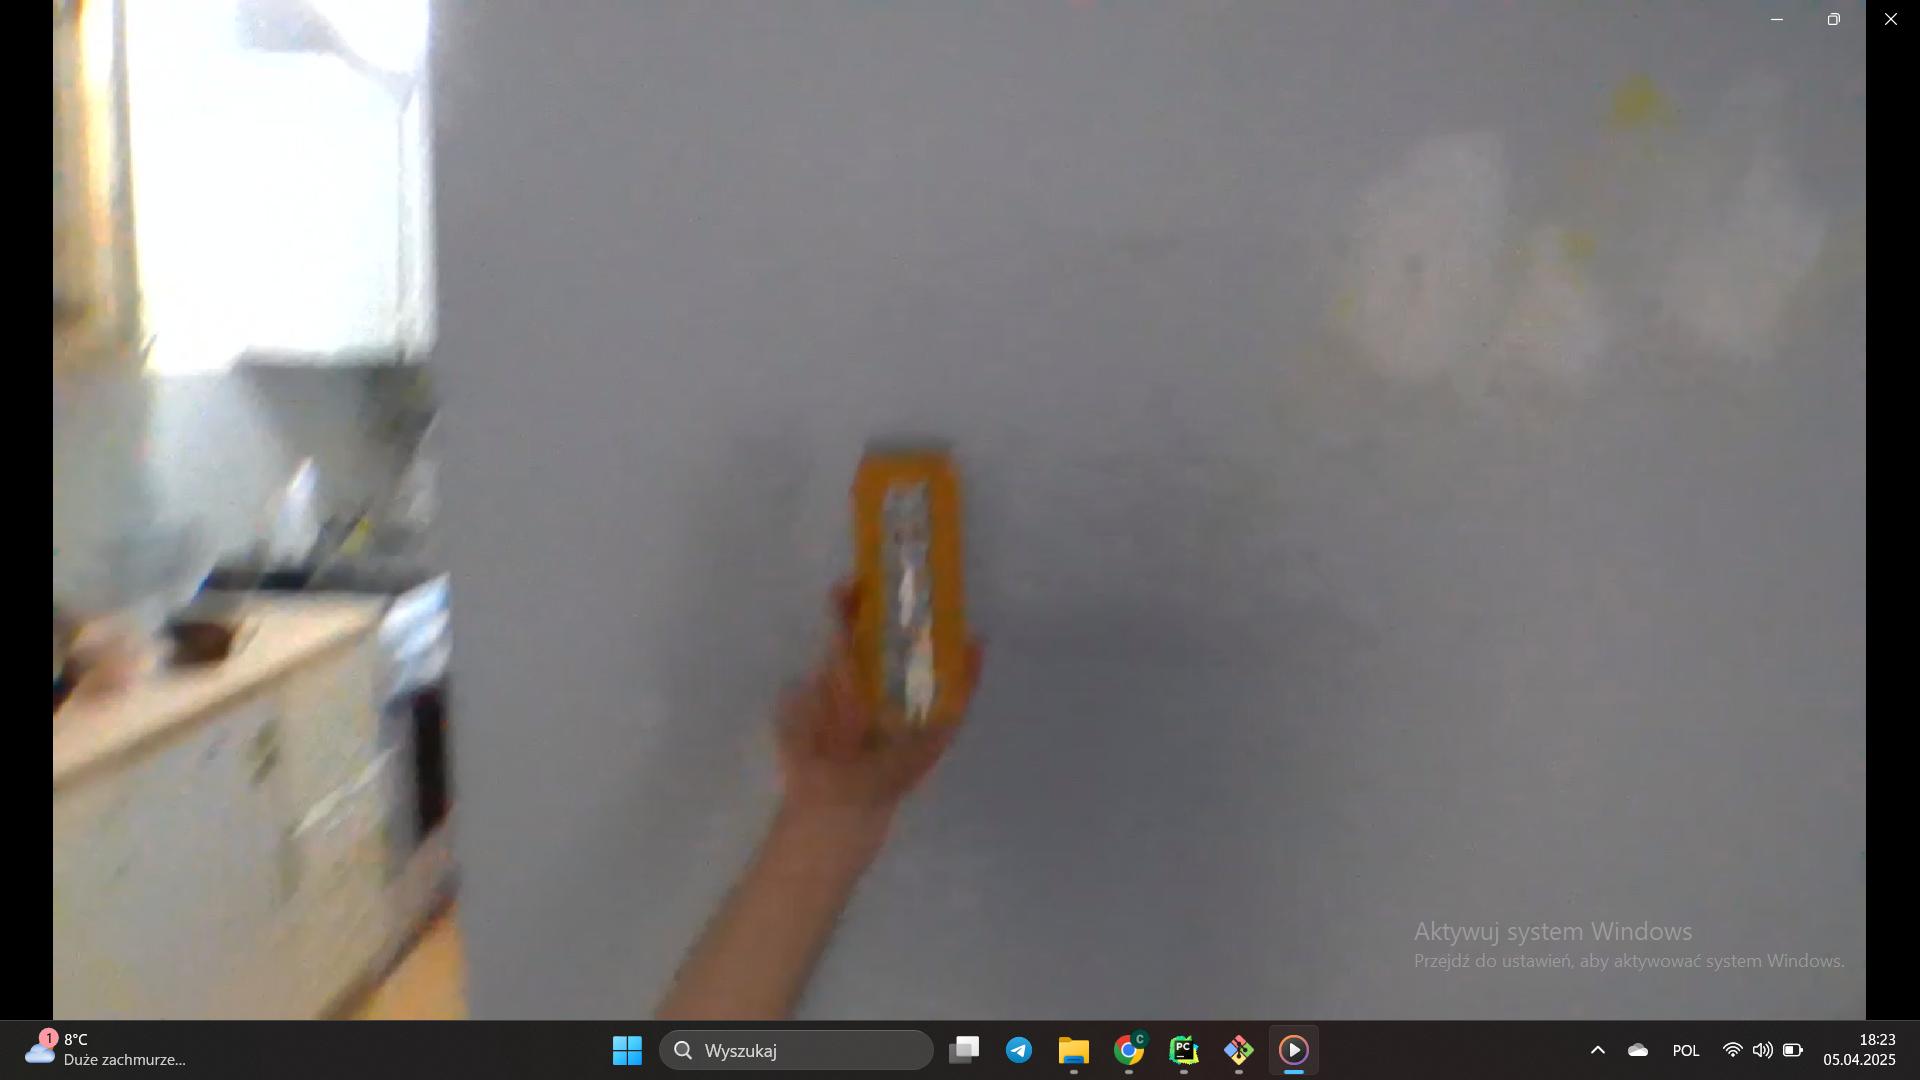 Aktywuj system Windows
Przejdź do ustawień, aby aktywować system Windows.
1
8°C
Duże zachmurze...
Wyszukaj
C
PC
POL
18:23
05.04.2025